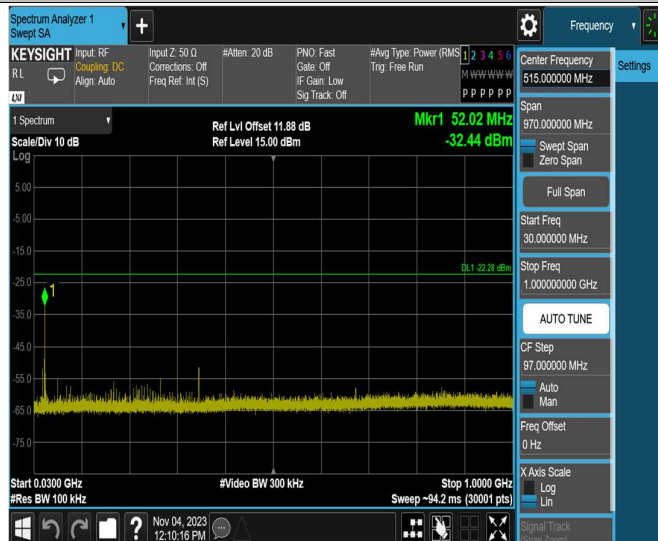 Spectrum Analyzer 1
Swept SA
+
Frequency
KEYSIGHT
RL
LXI
Input: RF
Coupling: DC
Align: Auto
Input Z: 50 Ω
Corrections: Off
Freq Ref: Int (S)
#Atten: 20 dB
PNO: Fast
Gate: Off
IF Gain: Low
Sig Track: Off
#Avg Type: Power (RMS
Trig: Free Run
1 2 3 4 5 6
M W W W W W
P P P P P P
1 Spectrum
Scale/Div 10 dB
Log
Ref Lvl Offset 11.88 dB
Ref Level 15.00 dBm
Mkr1 52.02 MHz
-32.44 dBm
5.00
-5.00
-15.0
-25.0
-35.0
-45.0
-55.0
-65.0
-75.0
DL1 -22.28 dBm
1
Start 0.0300 GHz
#Res BW 100 kHz
#Video BW 300 kHz
Stop 1.0000 GHz
Sweep ~94.2 ms (30001 pts)
Nov 04, 2023
12:10:16 PM
?
Center Frequency
515.000000 MHz
Settings
Span
970.000000 MHz
Swept Span
Zero Span
Full Span
Start Freq
30.000000 MHz
Stop Freq
1.000000000 GHz
AUTO TUNE
CF Step
97.000000 MHz
Auto
Man
Freq Offset
0 Hz
X Axis Scale
Log
Lin
Signal Track
(Span Zoom)